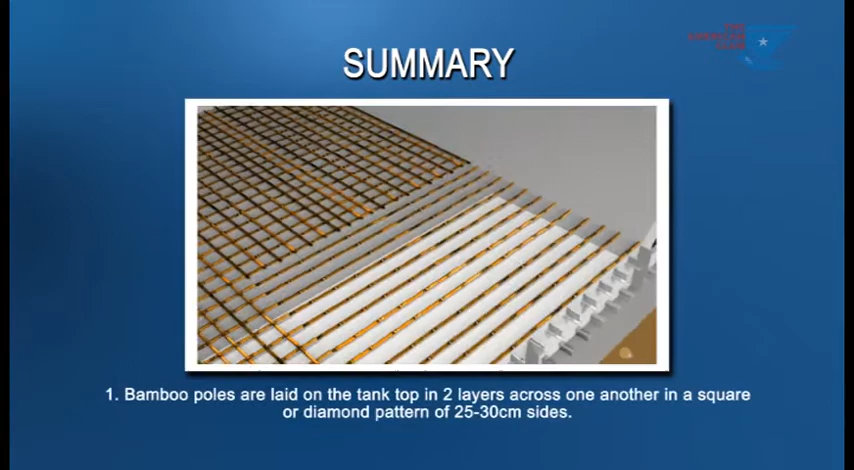 SUMMARY
1. Bamboo poles are laid on the tank top in 2 layers across one another in a square
or diamond pattern of 25-30cm sides.